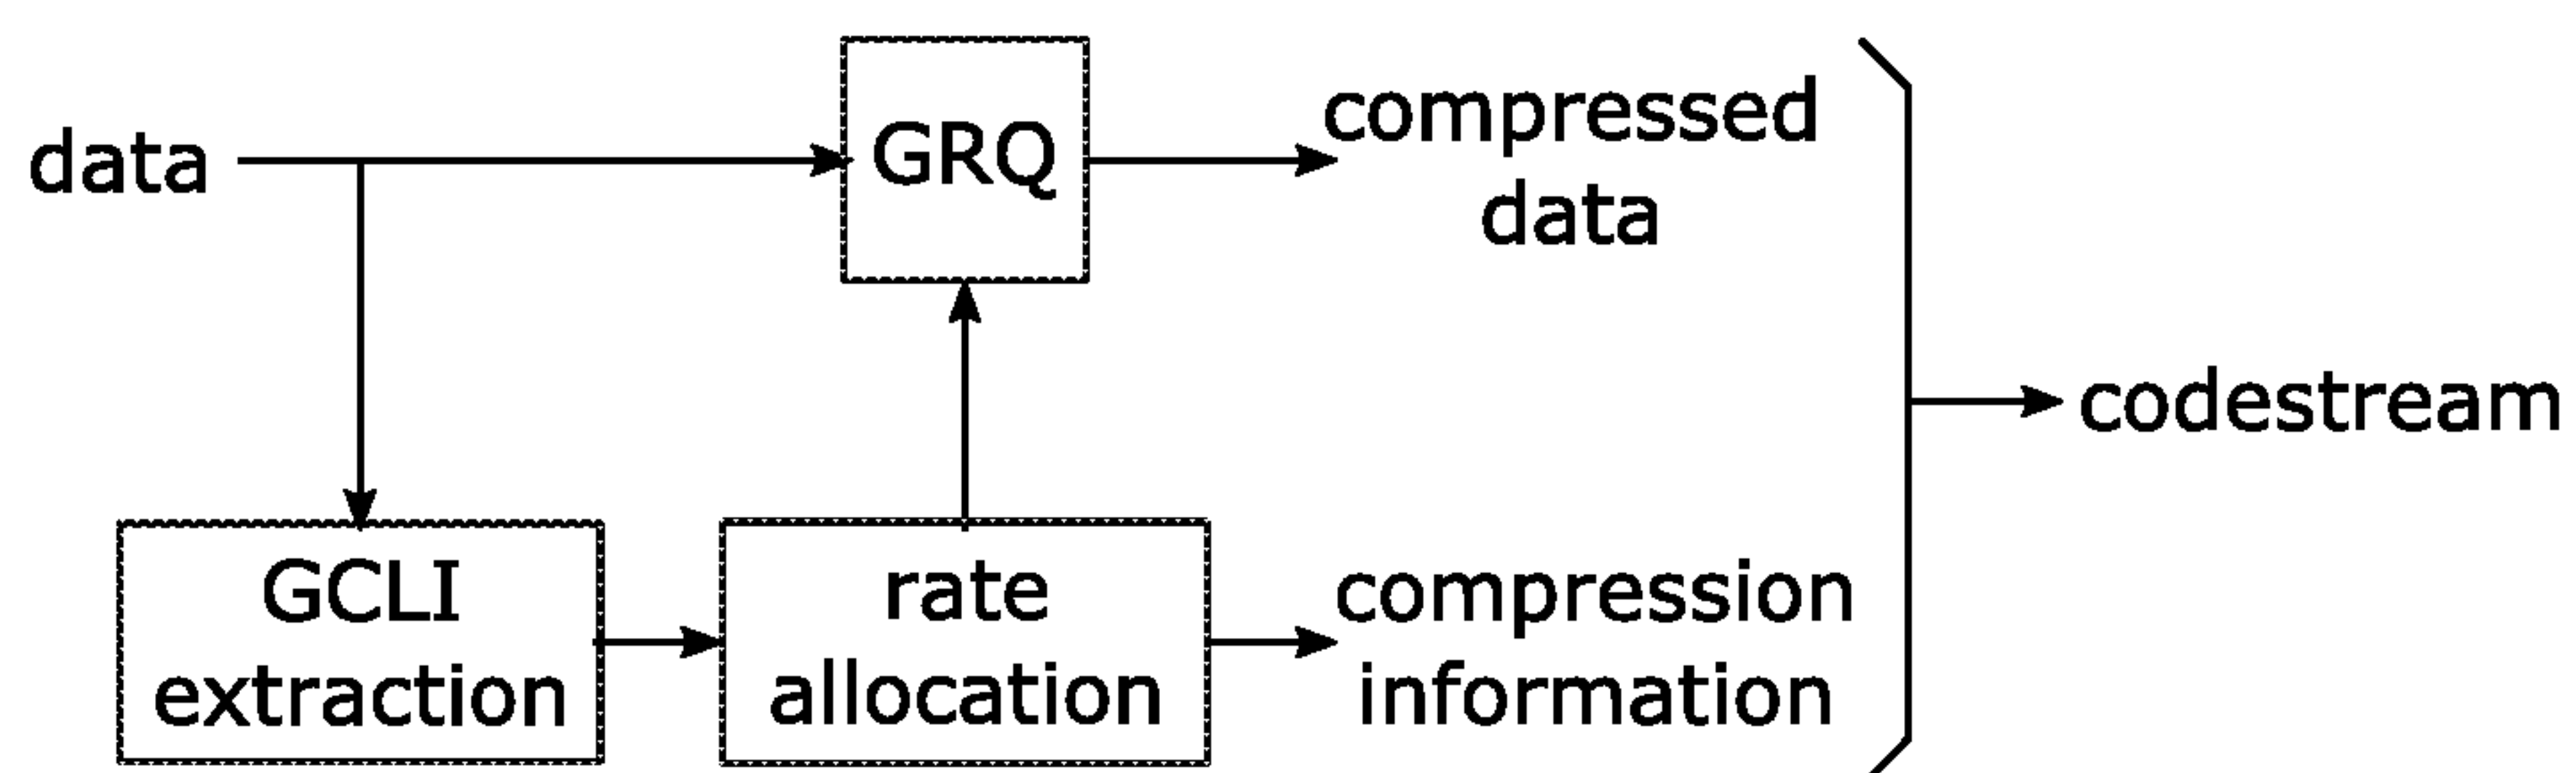 data
GRQ
compressed
data
codestream
GCLI
extraction
rate
allocation
compression
information